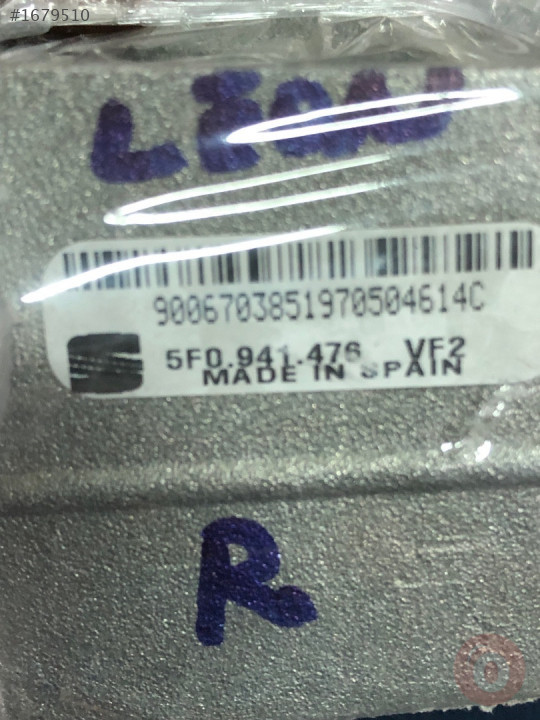 #1679510
LEON
9006703851970504614C
5F0.941.476 VF2
MADE IN SPAIN
R